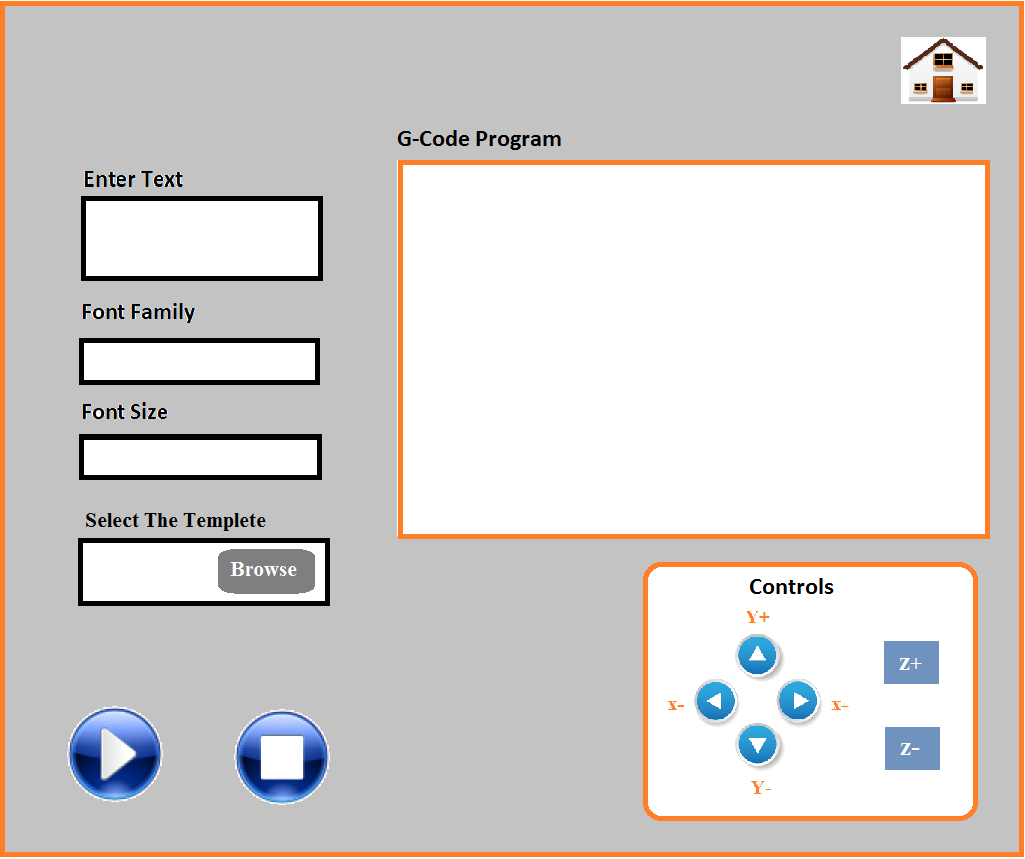 G-Code Program
Enter Text
Font Family
Font Size
Select The Templete
Browse
Controls
Y+
Z+
x-
x+
Z-
Y-